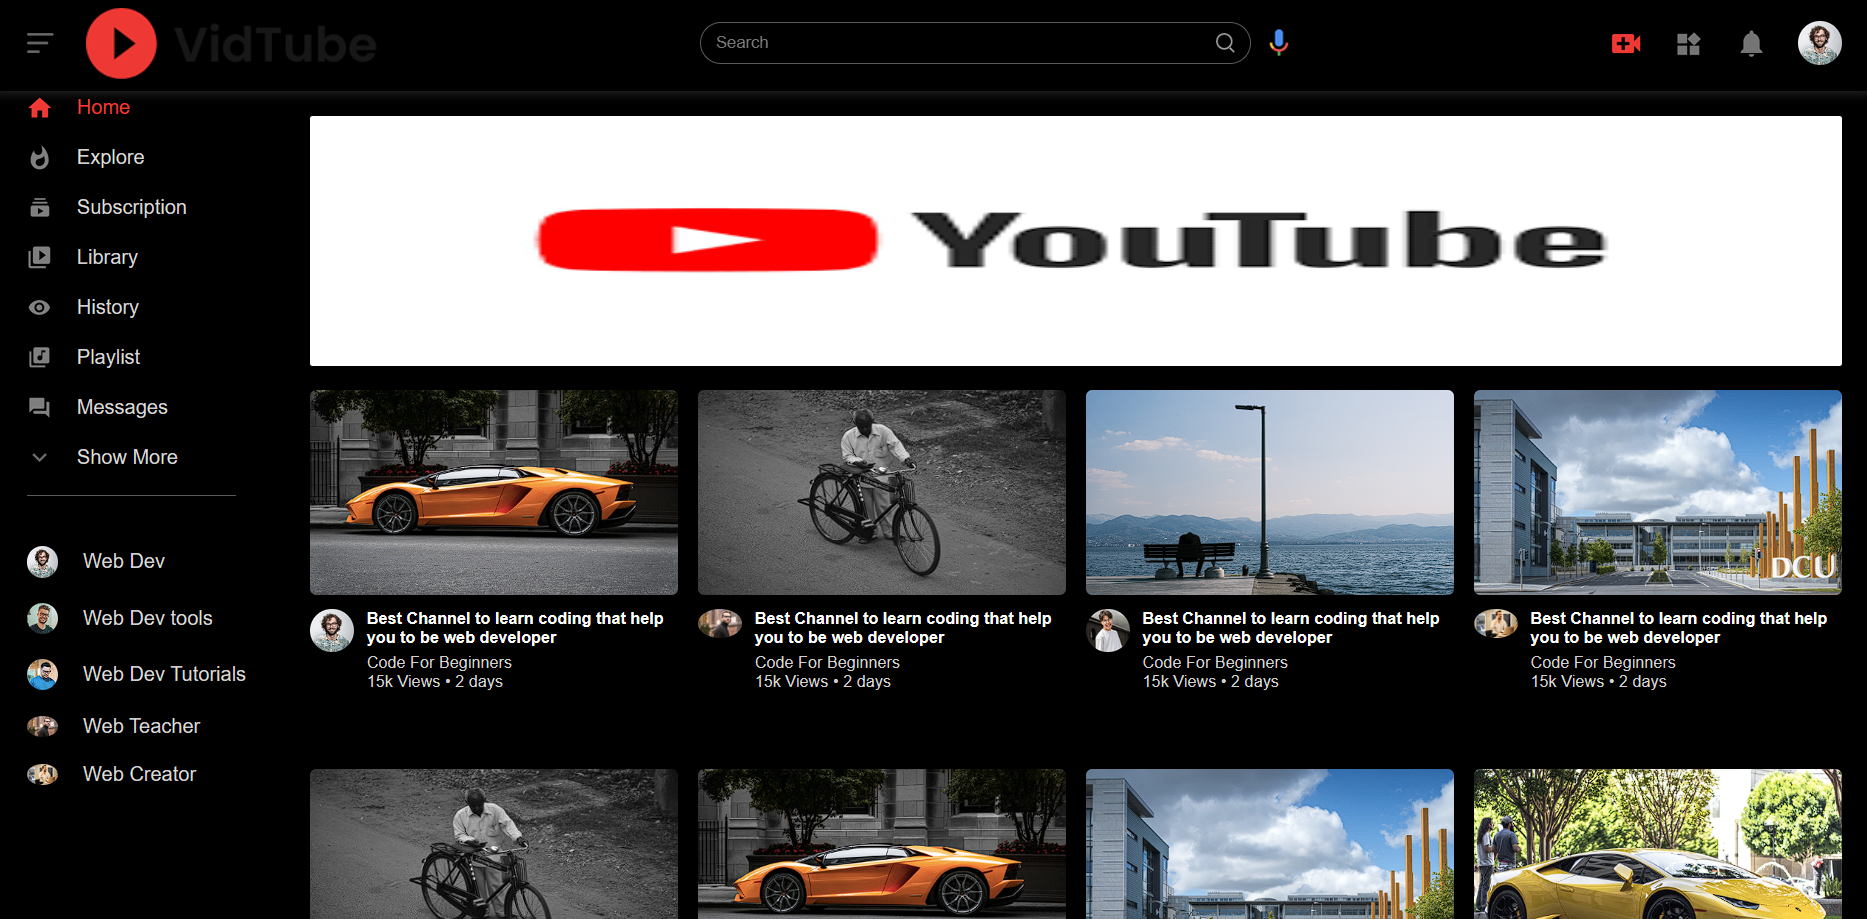 VidTube
Search
Home
Explore
Subscription
Library
History
Playlist
Messages
Show More
Web Dev
Web Dev tools
Web Dev Tutorials
Web Teacher
Web Creator
YouTube
DCU
Best Channel to learn coding that help
you to be web developer
Code For Beginners
15k Views • 2 days
Best Channel to learn coding that help
you to be web developer
Code For Beginners
15k Views • 2 days
Best Channel to learn coding that help
you to be web developer
Code For Beginners
15k Views • 2 days
Best Channel to learn coding that help
you to be web developer
Code For Beginners
15k Views • 2 days